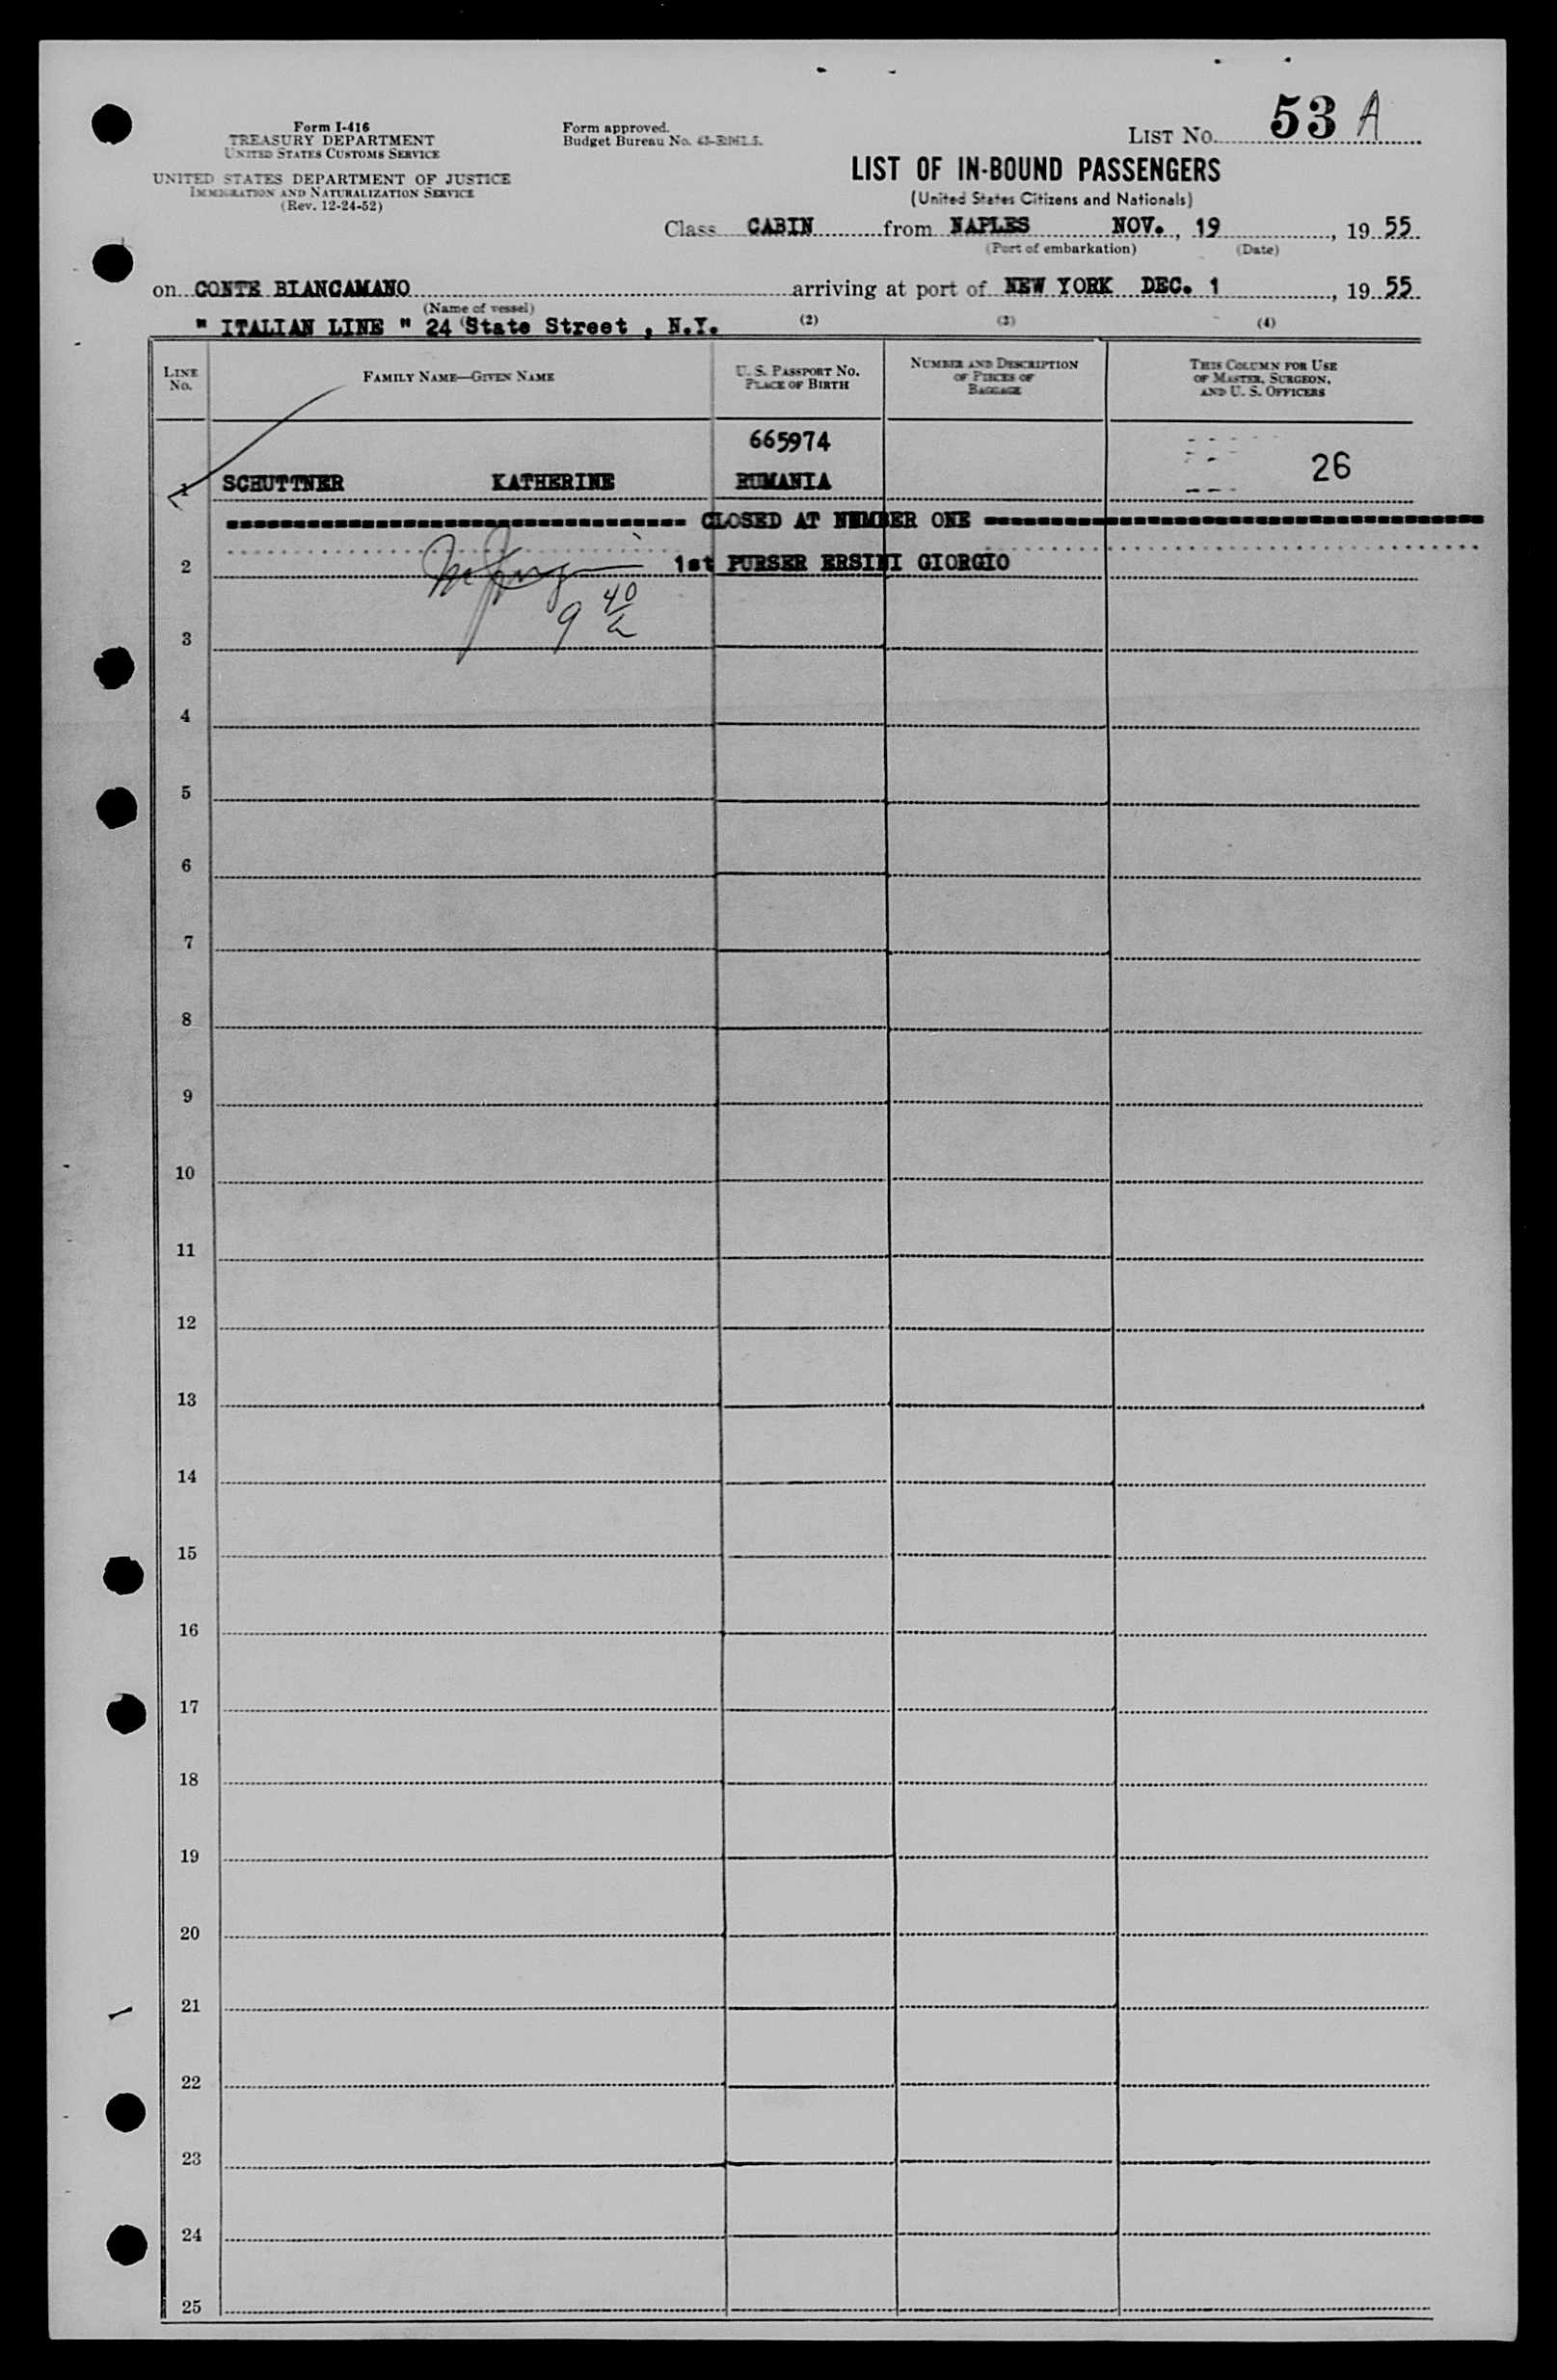 Form I-416
TREASURY DEPARTMENT
UNITED STATES CUSTOMS SERVICE
UNITED STATES DEPARTMENT OF JUSTICE
IMMIGRATION AND NATURALIZATION SERVICE
(Rev. 12-24-52)
Form approved.
Budget Bureau No.
LIST No. 53 A
LIST OF IN-BOUND PASSENGERS
(United States Citizens and Nationals)
Class CABIN from NAPLES NOV., 19, 19 55
(Port of embarkation) (Date)
on CONTE BIANCAMANO arriving at port of NEW YORK DEC. 1, 19 55
(Name of vessel)
" ITALIAN LINE " 24 State Street , N.Y. (2) (3) (4)
LINE No. FAMILY NAME—GIVEN NAME U. S. PASSPORT NO. PLACE OF BIRTH NUMBER AND DESCRIPTION OF PIECES OF BAGGAGE THIS COLUMN FOR USE OF MASTER, SURGEON, AND U. S. OFFICERS
665974
1 SCHUTTNER KATHERINE RUMANIA 26
CLOSED AT NUMBER ONE
2 1st PURSER ERSINI GIORGIO
9 40
3
4
5
6
7
8
9
10
11
12
13
14
15
16
17
18
19
20
21
22
23
24
25